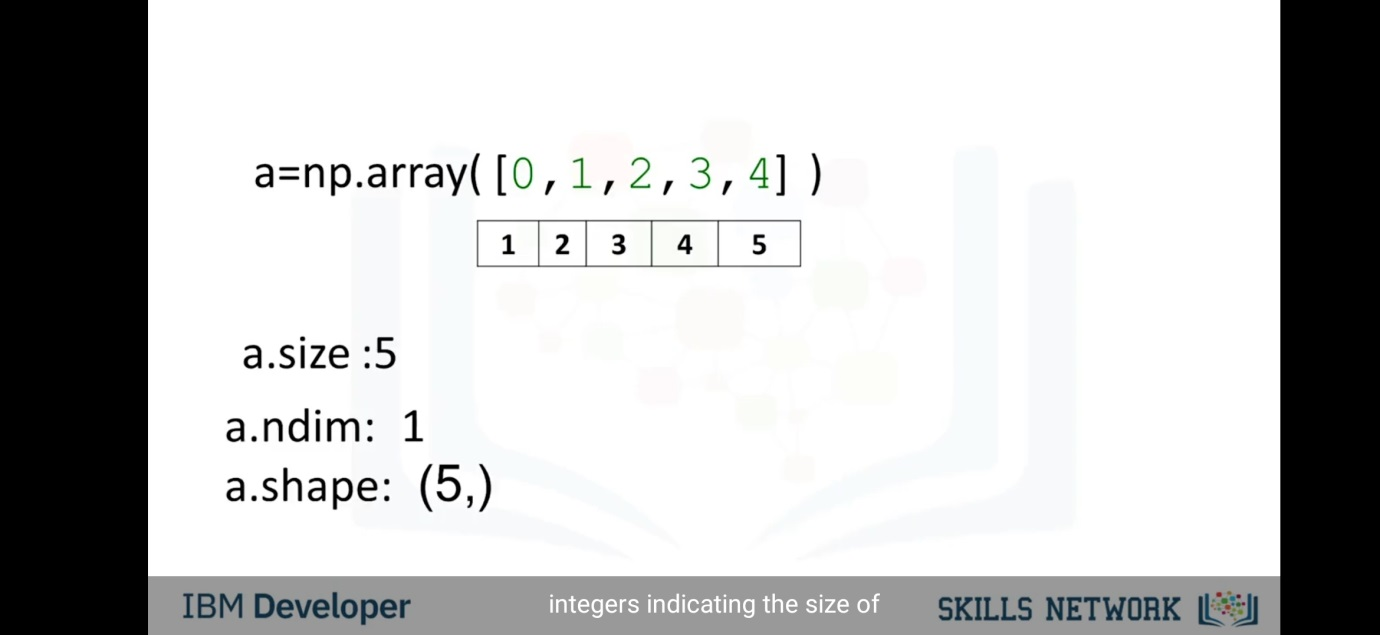 a=np.array( [0,1,2,3,4] )
1 2 3 4 5
a.size :5
a.ndim: 1
a.shape: (5,)
IBM Developer
integers indicating the size of
SKILLS NETWORK